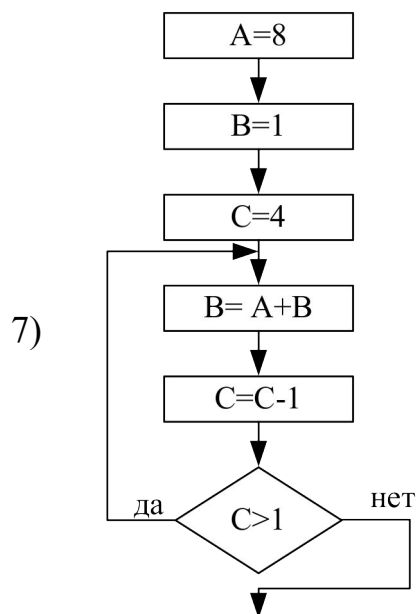 A=8
B=1
C=4
7)
B= A+B
C=C-1
да
C>1
нет